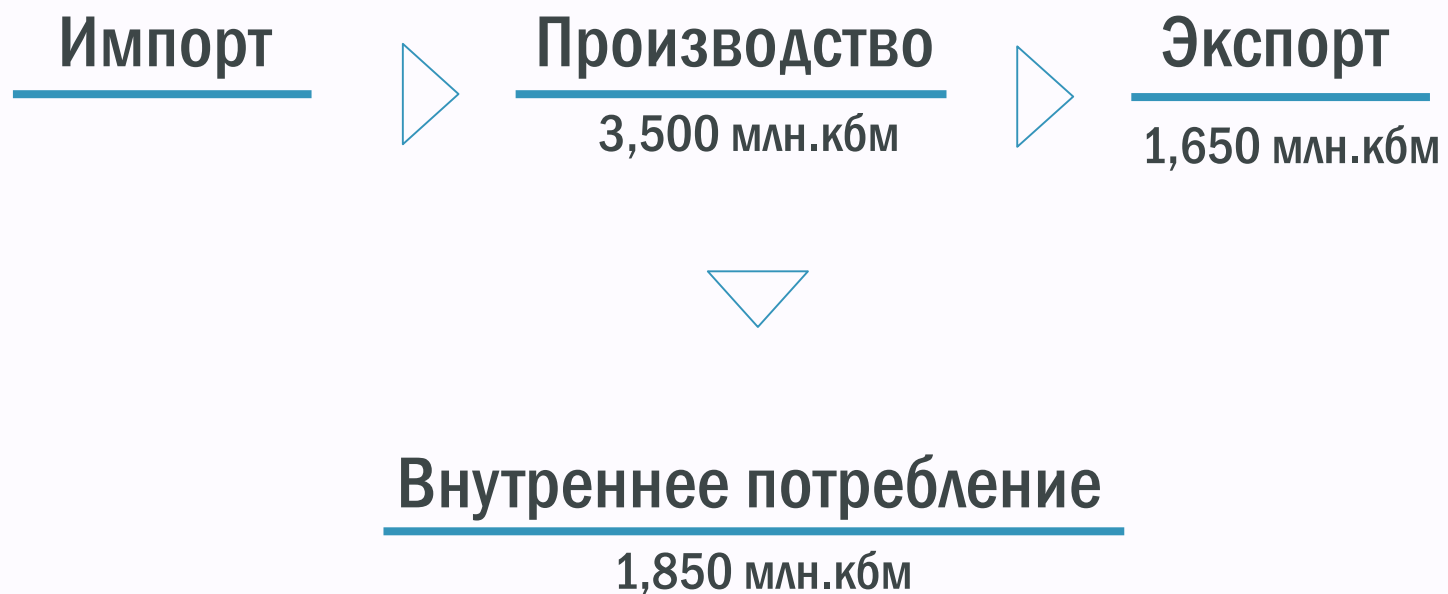 Импорт
Производство
3,500 млн.кбм
Экспорт
1,650 млн.кбм
Внутреннее потребление
1,850 млн.кбм